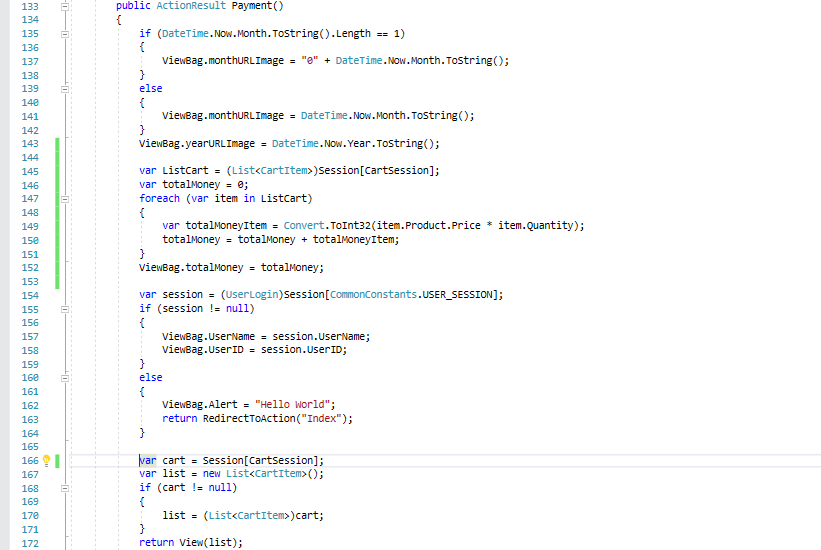 133 public ActionResult Payment()
134 {
135 if (DateTime.Now.Month.ToString().Length == 1)
136 {
137 ViewBag.monthURLImage = "0" + DateTime.Now.Month.ToString();
138 }
139 else
140 {
141 ViewBag.monthURLImage = DateTime.Now.Month.ToString();
142 }
143 ViewBag.yearURLImage = DateTime.Now.Year.ToString();
144
145 var ListCart = (List<CartItem>)Session[CartSession];
146 var totalMoney = 0;
147 foreach (var item in ListCart)
148 {
149 var totalMoneyItem = Convert.ToInt32(item.Product.Price * item.Quantity);
150 totalMoney = totalMoney + totalMoneyItem;
151 }
152 ViewBag.totalMoney = totalMoney;
153
154 var session = (UserLogin)Session[CommonConstants.USER_SESSION];
155 if (session != null)
156 {
157 ViewBag.UserName = session.UserName;
158 ViewBag.UserID = session.UserID;
159 }
160 else
161 {
162 ViewBag.Alert = "Hello World";
163 return RedirectToAction("Index");
164 }
165
166 var cart = Session[CartSession];
167 var list = new List<CartItem>();
168 if (cart != null)
169 {
170 list = (List<CartItem>)cart;
171 }
172 return View(list);